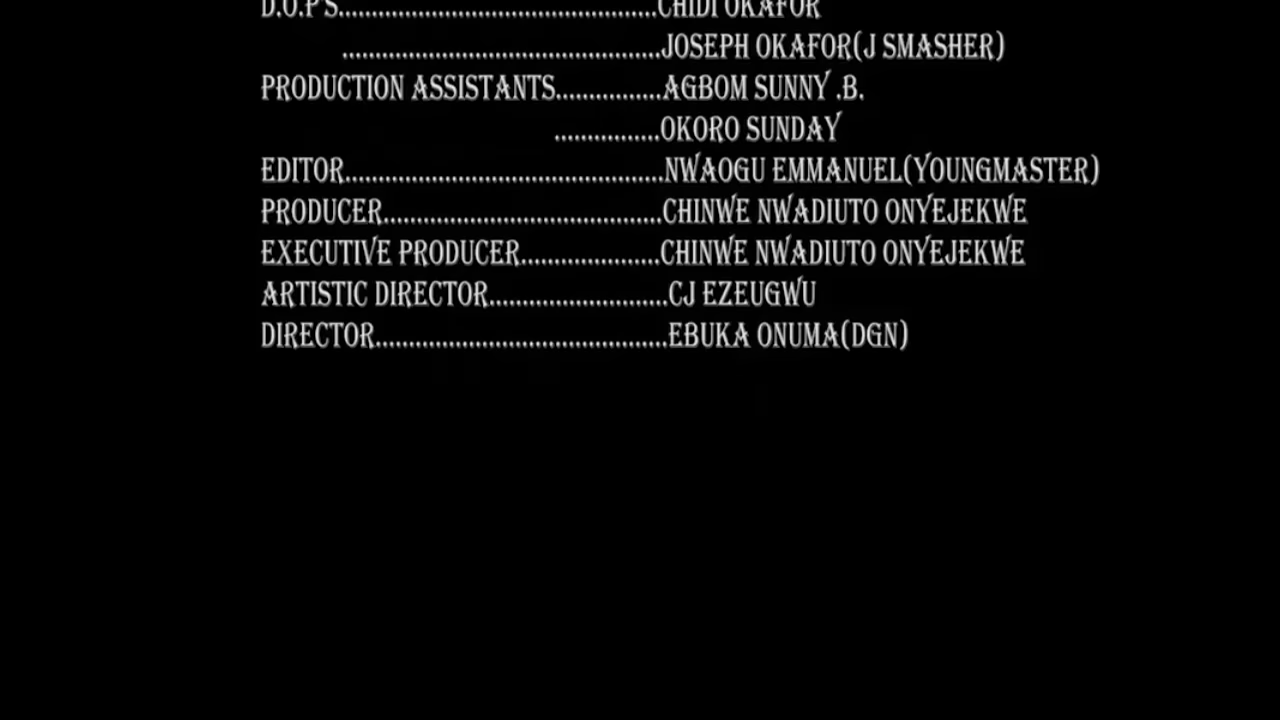 D.O.P'S................................................CHIDI OKAFOR
................................................JOSEPH OKAFOR(J SMASHER)
PRODUCTION ASSISTANTS................AGBOM SUNNY .B.
................OKORO SUNDAY
EDITOR................................................NWAOGU EMMANUEL(YOUNGMASTER)
PRODUCER..........................................CHINWE NWADIUTO ONYEJEKWE
EXECUTIVE PRODUCER.....................CHINWE NWADIUTO ONYEJEKWE
ARTISTIC DIRECTOR...........................CJ EZEUGWU
DIRECTOR............................................EBUKA ONUMA(DGN)